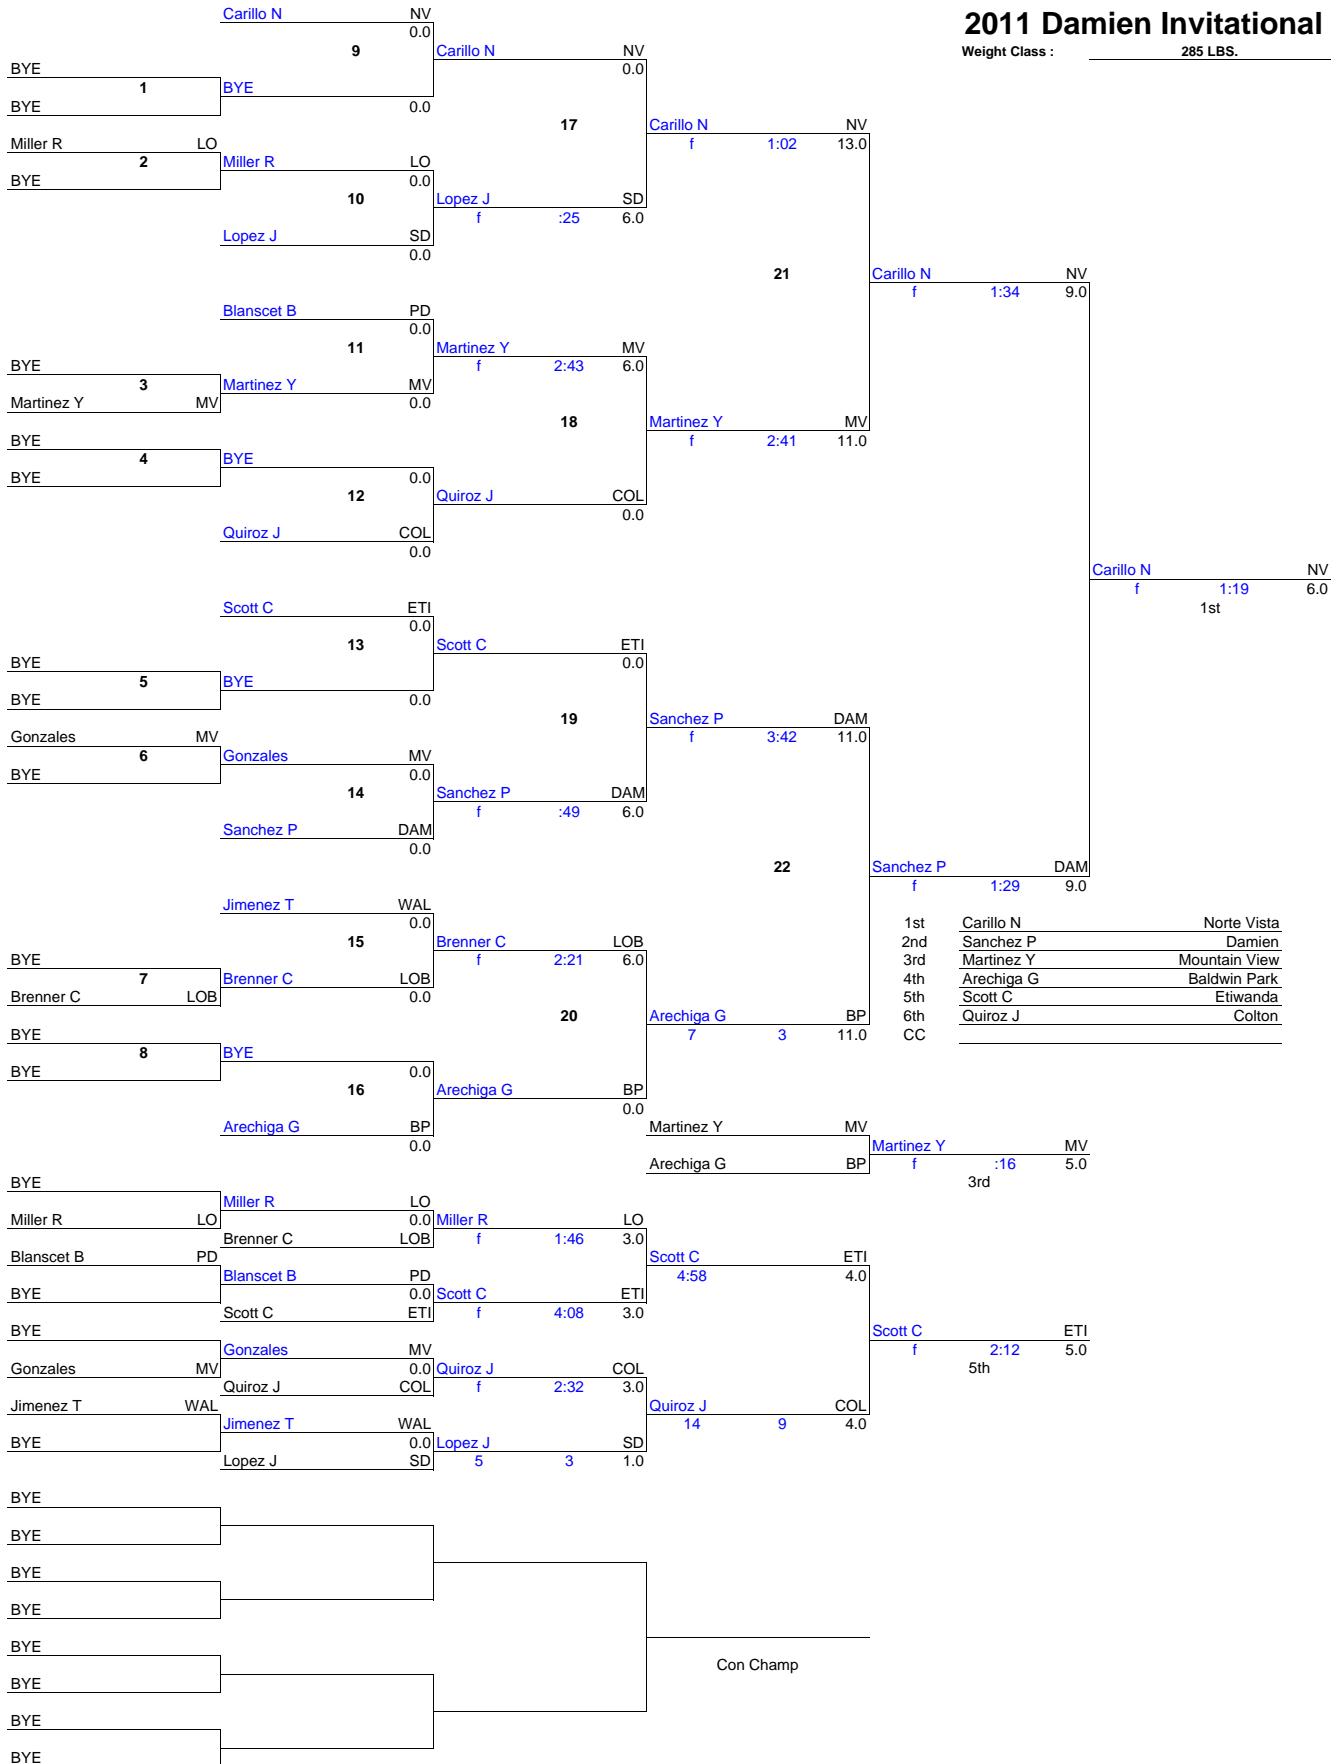 2011 Damien Invitational
Weight Class : 285 LBS.
Carillo N NV
0.0
9
Carillo N NV
0.0
BYE
1
BYE
0.0
BYE
17
Carillo N NV
f 1:02 13.0
Miller R LO
2
Miller R LO
0.0
BYE
10
Lopez J SD
f :25 6.0
Lopez J SD
0.0
21
Carillo N NV
f 1:34 9.0
Blanscet B PD
0.0
11
Martinez Y MV
f 2:43 6.0
BYE
3
Martinez Y MV
0.0
Martinez Y MV
18
Martinez Y MV
f 2:41 11.0
BYE
4
BYE
0.0
BYE
12
Quiroz J COL
0.0
Quiroz J COL
0.0
Carillo N NV
f 1:19 6.0
1st
Scott C ETI
0.0
13
Scott C ETI
0.0
BYE
5
BYE
0.0
BYE
19
Sanchez P DAM
f 3:42 11.0
Gonzales MV
6
Gonzales MV
0.0
BYE
14
Sanchez P DAM
f :49 6.0
Sanchez P DAM
0.0
22
Sanchez P DAM
f 1:29 9.0
Jimenez T WAL
0.0
15
Brenner C LOB
f 2:21 6.0
BYE
7
Brenner C LOB
0.0
Brenner C LOB
20
Arechiga G BP
7 3 11.0
BYE
8
BYE
0.0
BYE
16
Arechiga G BP
0.0
Arechiga G BP
0.0
1st Carillo N Norte Vista
2nd Sanchez P Damien
3rd Martinez Y Mountain View
4th Arechiga G Baldwin Park
5th Scott C Etiwanda
6th Quiroz J Colton
CC
Martinez Y MV
Martinez Y MV
f :16 5.0
Arechiga G BP
3rd
BYE
Miller R LO
0.0
Miller R LO
Miller R LO
f 1:46 3.0
Brenner C LOB
Blanscet B PD
Scott C ETI
4:58 4.0
Blanscet B PD
0.0
BYE
Scott C ETI
f 4:08 3.0
Scott C ETI
BYE
Scott C ETI
f 2:12 5.0
5th
Gonzales MV
0.0
Gonzales MV
Quiroz J COL
f 2:32 3.0
Quiroz J COL
Jimenez T WAL
Quiroz J COL
14 9 4.0
Jimenez T WAL
0.0
BYE
Lopez J SD
5 3 1.0
Lopez J SD
BYE
BYE
BYE
BYE
BYE
Con Champ
BYE
BYE
BYE